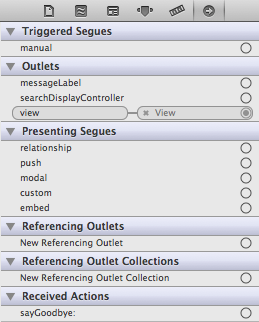 Triggered Segues
manual
Outlets
messageLabel
searchDisplayController
view View
Presenting Segues
relationship
push
modal
custom
embed
Referencing Outlets
New Referencing Outlet
Referencing Outlet Collections
New Referencing Outlet Collection
Received Actions
sayGoodbye: